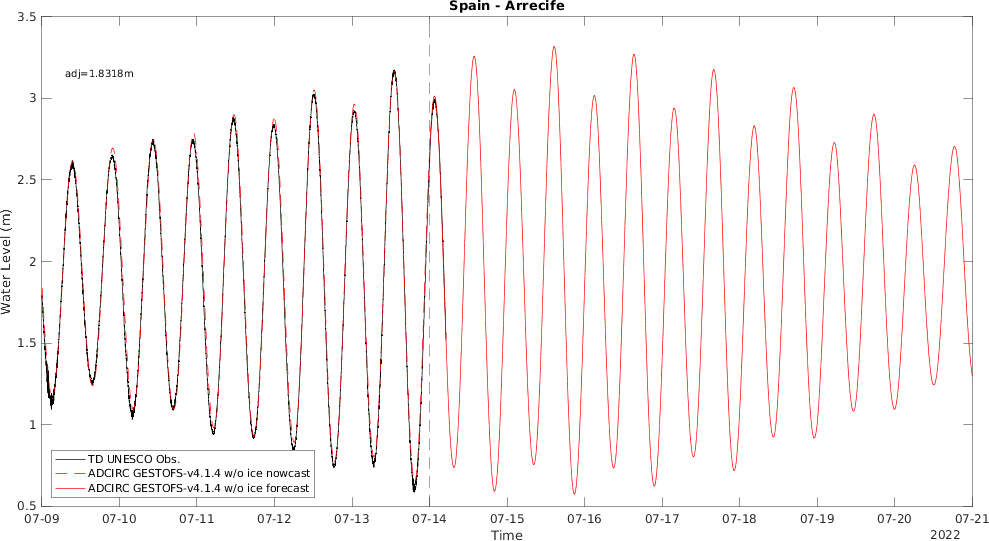 Spain - Arrecife
adj=1.8318m
Water Level (m)
3.5
3
2.5
2
1.5
1
0.5
TD UNESCO Obs.
ADCIRC GESTOFS-v4.1.4 w/o ice nowcast
ADCIRC GESTOFS-v4.1.4 w/o ice forecast
07-09 07-10 07-11 07-12 07-13 07-14 07-15 07-16 07-17 07-18 07-19 07-20 07-21
Time
2022